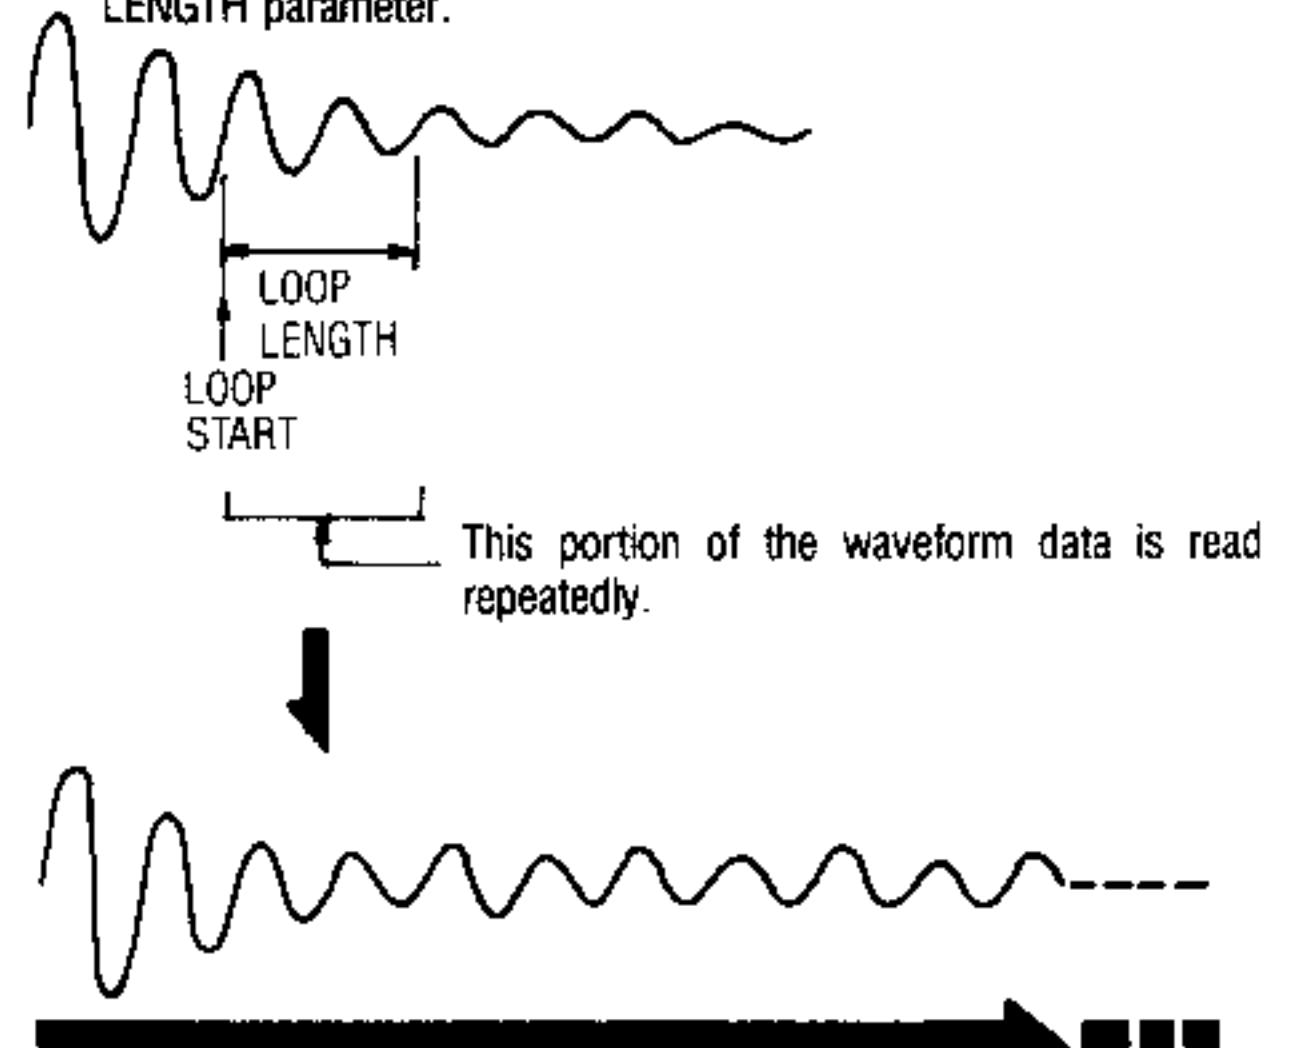 LENGTH parameter.
LOOP
LENGTH
LOOP
START
This portion of the waveform data is read
repeatedly.